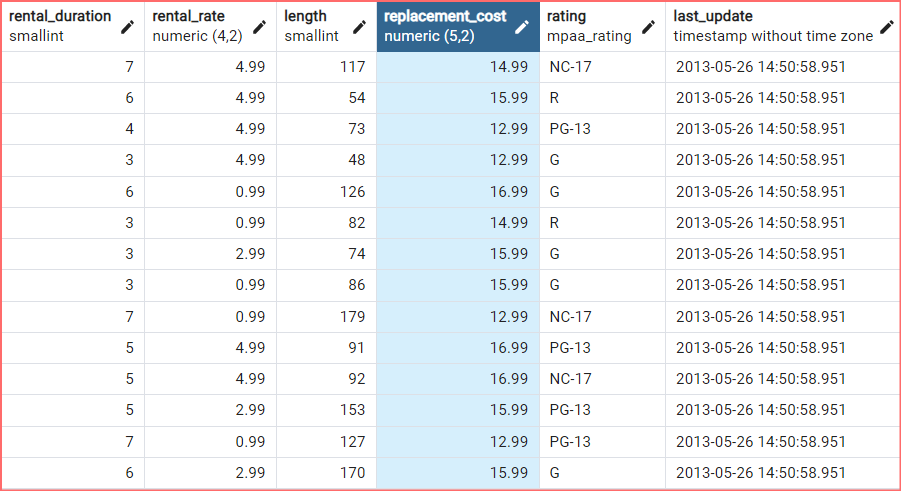 rental_duration rental_rate length replacement_cost rating last_update
smallint numeric (4,2) smallint numeric (5,2) mpaa_rating timestamp without time zone
7 4.99 117 14.99 NC-17 2013-05-26 14:50:58.951
6 4.99 54 15.99 R 2013-05-26 14:50:58.951
4 4.99 73 12.99 PG-13 2013-05-26 14:50:58.951
3 4.99 48 12.99 G 2013-05-26 14:50:58.951
6 0.99 126 16.99 G 2013-05-26 14:50:58.951
3 0.99 82 14.99 R 2013-05-26 14:50:58.951
3 2.99 74 15.99 G 2013-05-26 14:50:58.951
3 0.99 86 15.99 G 2013-05-26 14:50:58.951
7 0.99 179 12.99 NC-17 2013-05-26 14:50:58.951
5 4.99 91 16.99 PG-13 2013-05-26 14:50:58.951
5 4.99 92 16.99 NC-17 2013-05-26 14:50:58.951
5 2.99 153 15.99 PG-13 2013-05-26 14:50:58.951
7 0.99 127 12.99 PG-13 2013-05-26 14:50:58.951
6 2.99 170 15.99 G 2013-05-26 14:50:58.951